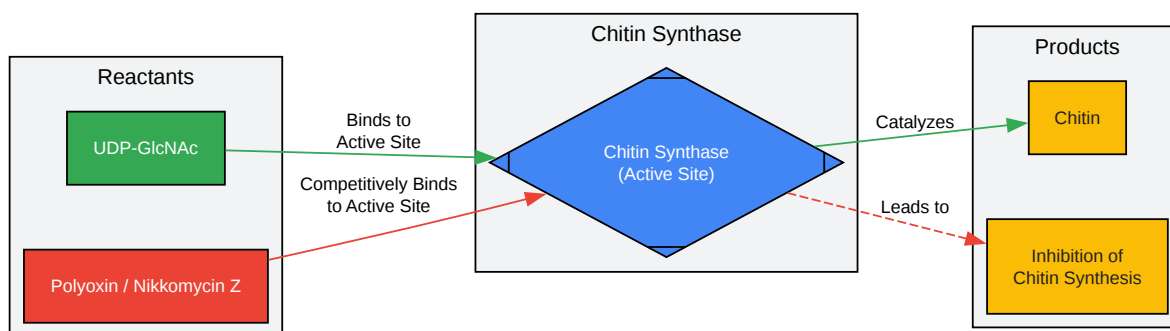 Reactants
UDP-GlcNAc
Polyoxin / Nikkomycin Z
Binds to
Active Site
Competitively Binds
to Active Site
Chitin Synthase
Chitin Synthase
(Active Site)
Catalyzes
Leads to
Products
Chitin
Inhibition of
Chitin Synthesis